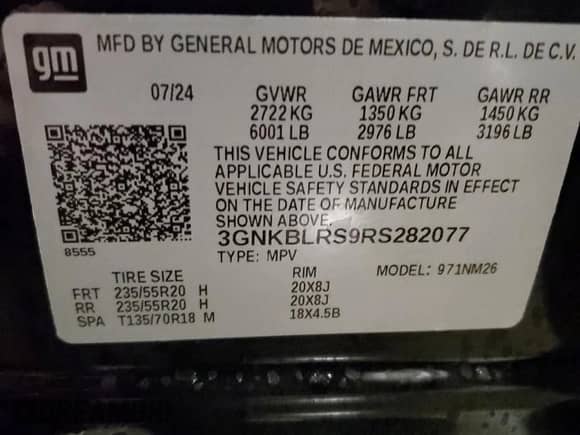 gm
MFD BY GENERAL MOTORS DE MEXICO, S. DE R.L. DE C.V.
07/24 GVWR GAWR FRT GAWR RR
2722 KG 1350 KG 1450 KG
6001 LB 2976 LB 3196 LB
THIS VEHICLE CONFORMS TO ALL
APPLICABLE U.S. FEDERAL MOTOR
VEHICLE SAFETY STANDARDS IN EFFECT
ON THE DATE OF MANUFACTURE
SHOWN ABOVE.
3GNKBLRS9RS282077
8555
TYPE: MPV
TIRE SIZE RIM MODEL: 971NM26
FRT 235/55R20 H 20X8J
RR 235/55R20 H 20X8J
SPA T135/70R18 M 18X4.5B